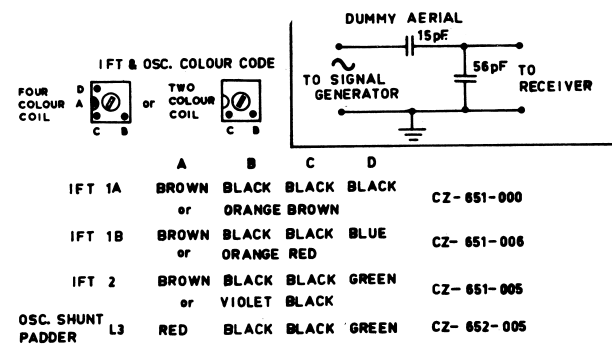 DUMMY AERIAL
15pF
56pF
TO SIGNAL
GENERATOR
TO
RECEIVER
IFT & OSC. COLOUR CODE
FOUR
COLOUR
COIL
D
A
C B
or
TWO
COLOUR
COIL
C B
A B C D
IFT 1A BROWN BLACK BLACK BLACK CZ-651-000
or ORANGE BROWN
IFT 1B BROWN BLACK BLACK BLUE CZ-651-006
or ORANGE RED
IFT 2 BROWN BLACK BLACK GREEN CZ-651-005
or VIOLET BLACK
OSC. SHUNT
PADDER L3 RED BLACK BLACK GREEN CZ-652-005